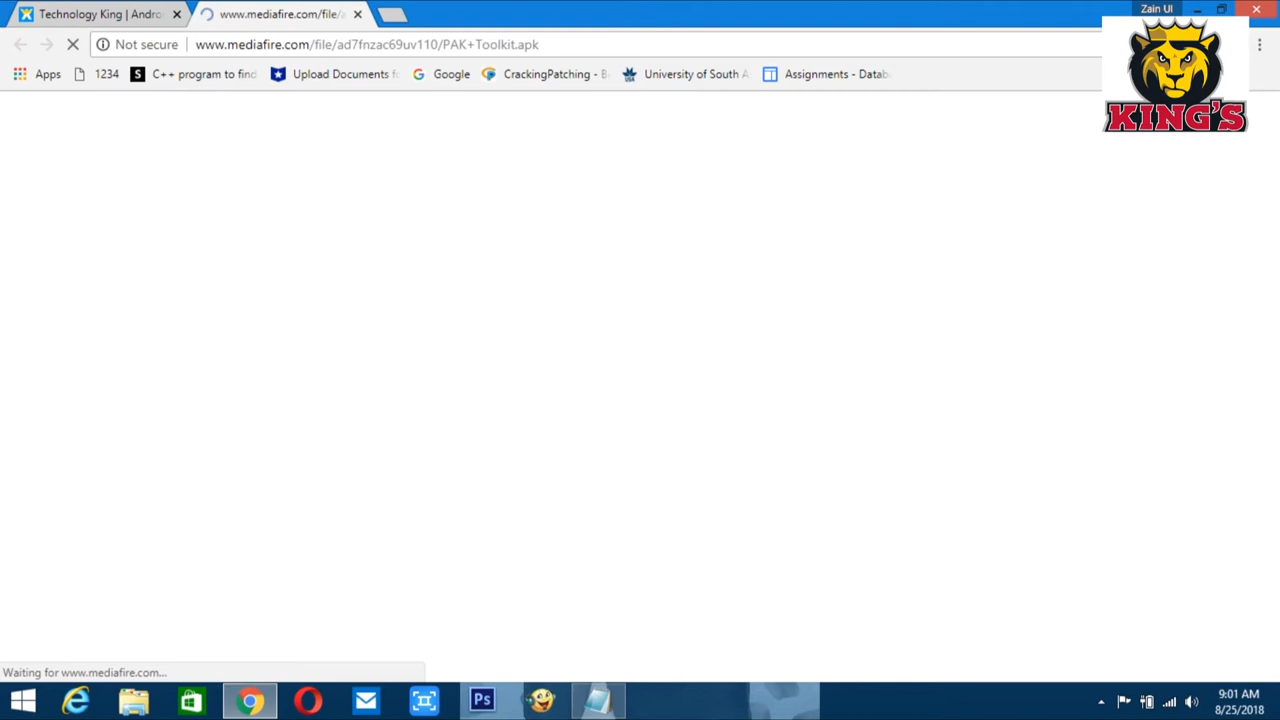 Technology King | Andro
www.mediafire.com/file/a
Zain Ul
Not secure
www.mediafire.com/file/ad7fnzac69uv110/PAK+Toolkit.apk
Apps
1234
S
C++ program to find
Upload Documents fo
Google
CrackingPatching - B
University of South A
Assignments - Datab
KING'S
Waiting for www.mediafire.com...
Ps
9:01 AM
8/25/2018